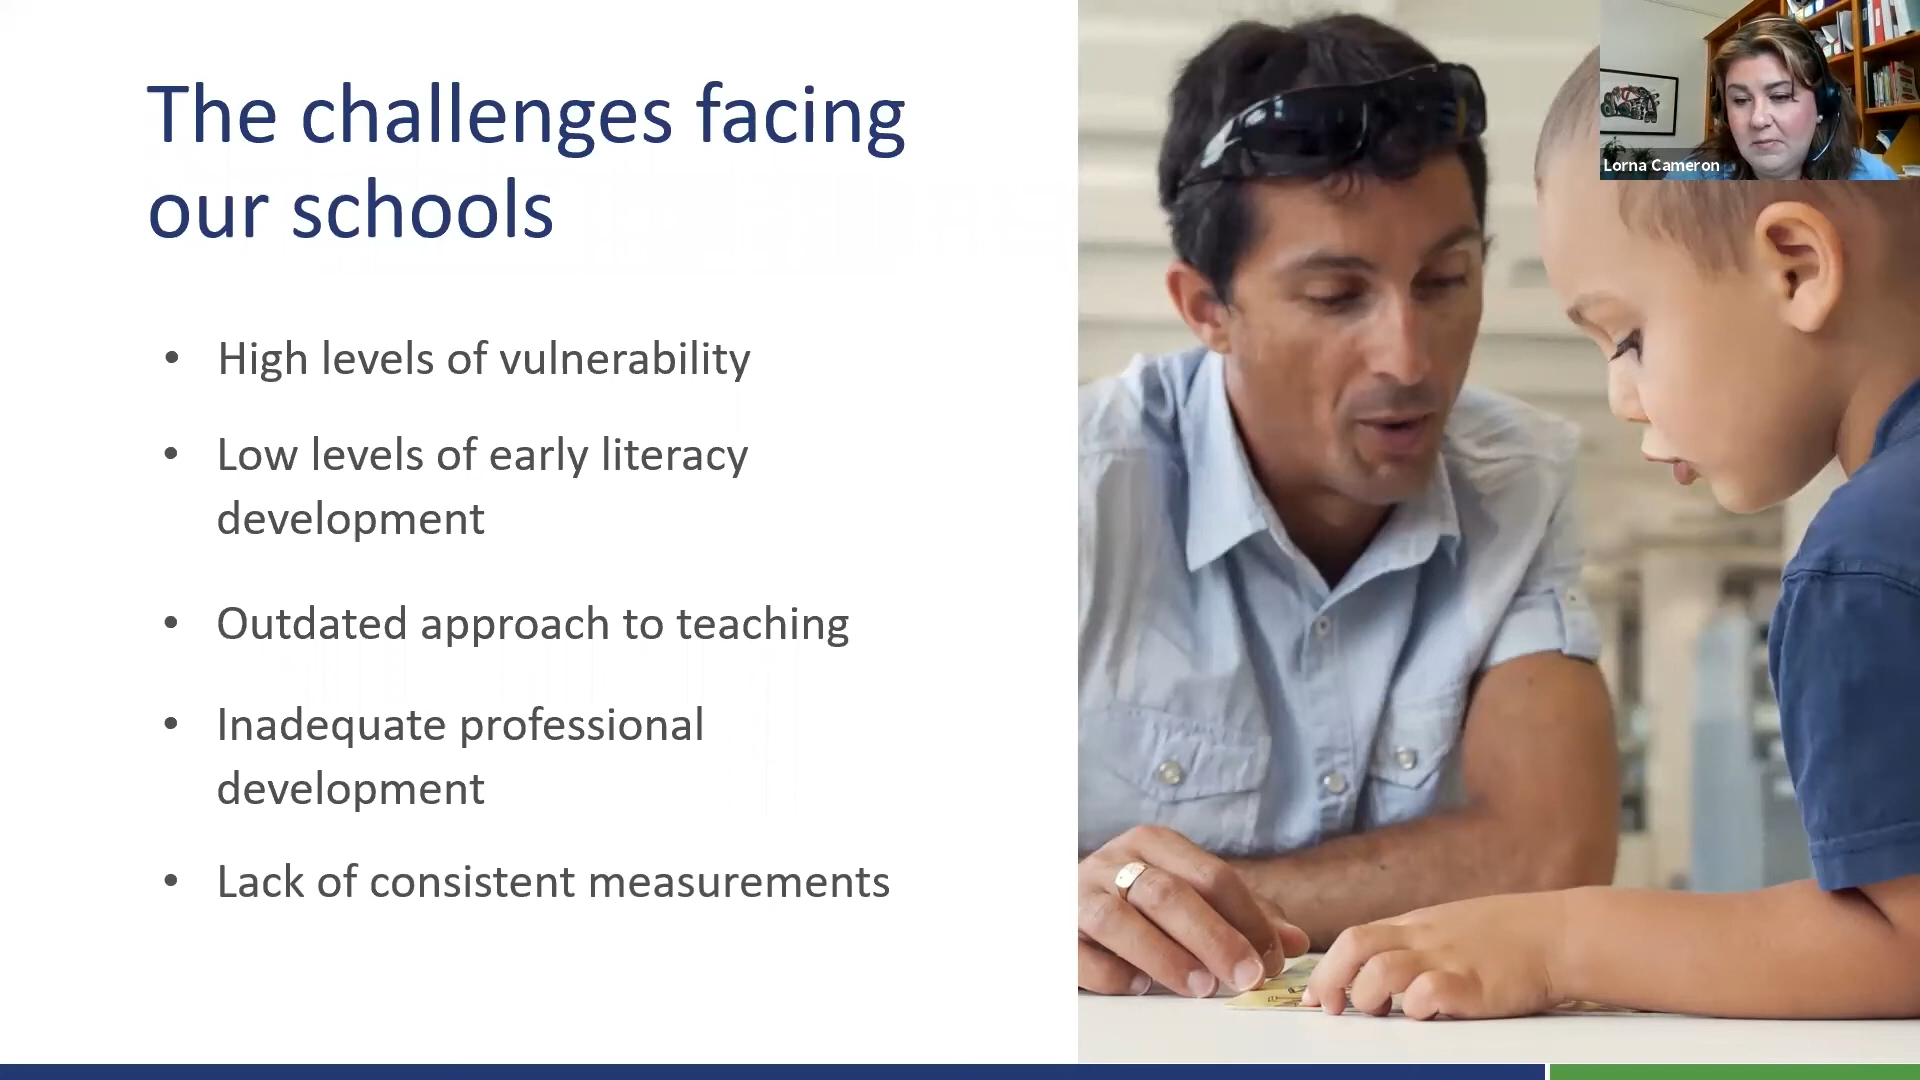 The challenges facing
our schools
• High levels of vulnerability
• Low levels of early literacy
development
• Outdated approach to teaching
• Inadequate professional
development
• Lack of consistent measurements
Lorna Cameron